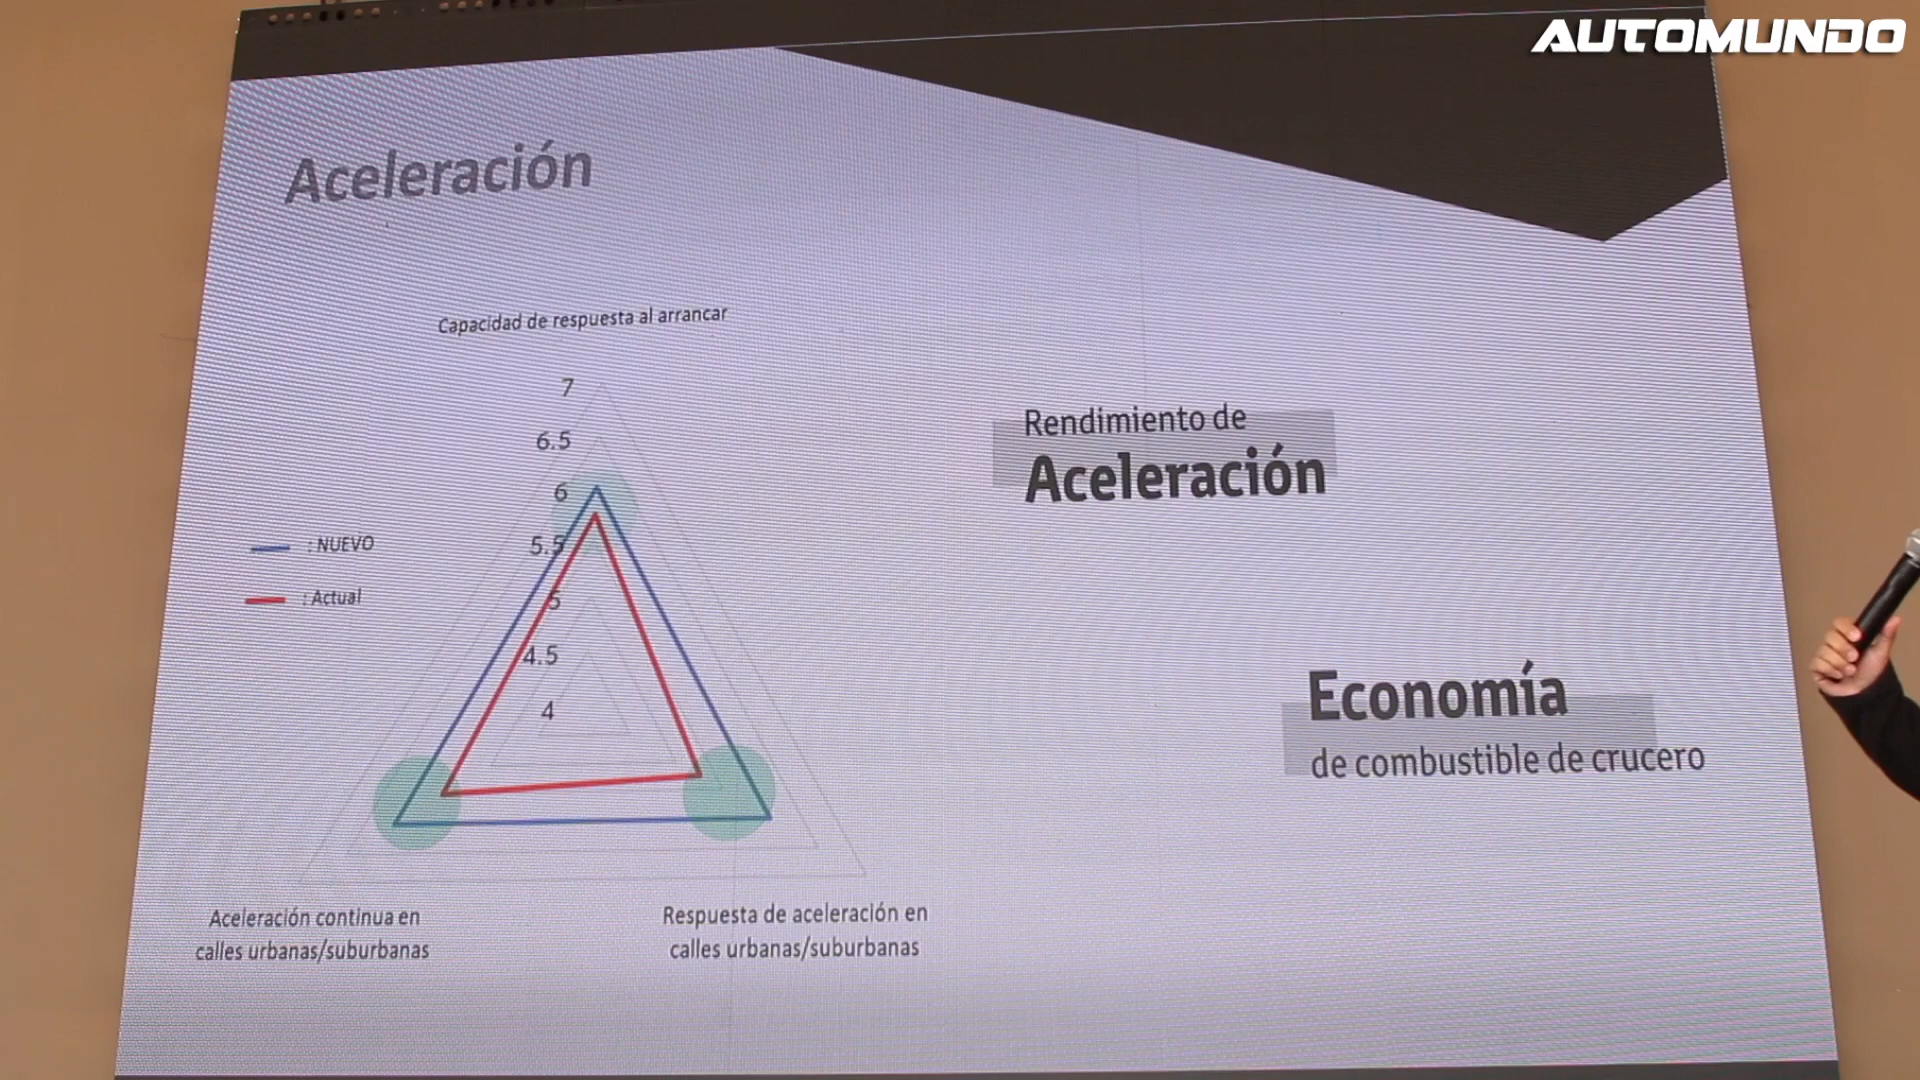 AUTOMUNDO
Aceleración
Capacidad de respuesta al arrancar
7
6.5
6
5.5
5
4.5
4
: NUEVO
: Actual
Aceleración continua en
calles urbanas/suburbanas
Respuesta de aceleración en
calles urbanas/suburbanas
Rendimiento de
Aceleración
Economía
de combustible de crucero